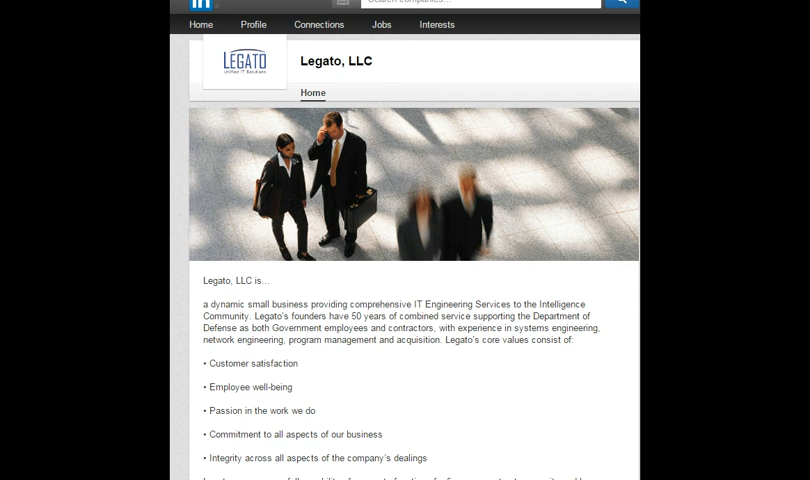 in
Search companies...
Home Profile Connections Jobs Interests
LEGATO
Unified IT Solutions
Legato, LLC
Home
Legato, LLC is...
a dynamic small business providing comprehensive IT Engineering Services to the Intelligence
Community. Legato's founders have 50 years of combined service supporting the Department of
Defense as both Government employees and contractors, with experience in systems engineering,
network engineering, program management and acquisition. Legato's core values consist of:
• Customer satisfaction
• Employee well-being
• Passion in the work we do
• Commitment to all aspects of our business
• Integrity across all aspects of the company's dealings